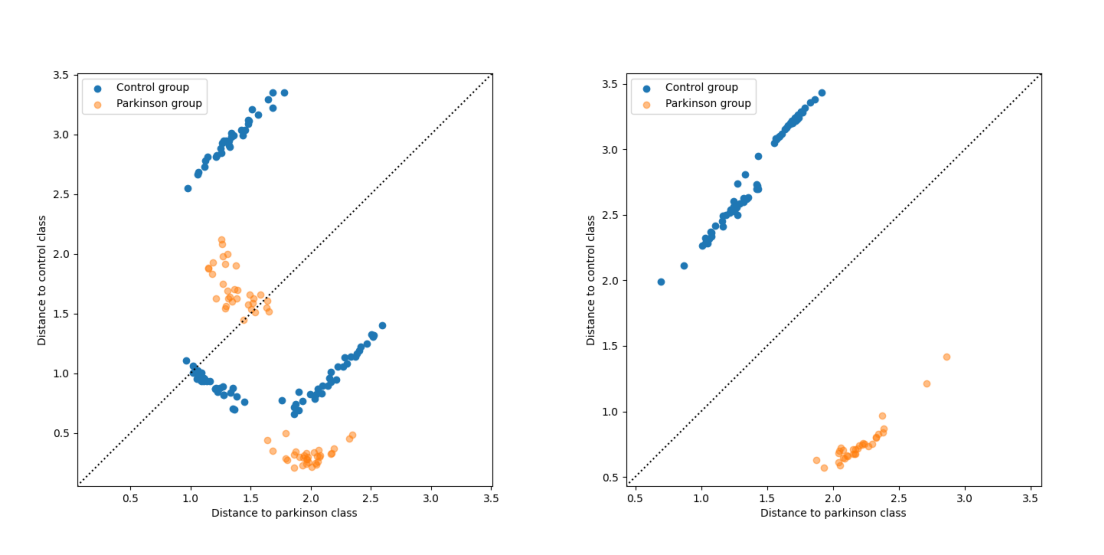 Control group
Parkinson group
3.5
3.0
2.5
2.0
1.5
1.0
0.5
Distance to control class
0.5 1.0 1.5 2.0 2.5 3.0 3.5
Distance to parkinson class
Control group
Parkinson group
3.5
3.0
2.5
2.0
1.5
1.0
0.5
Distance to control class
0.5 1.0 1.5 2.0 2.5 3.0 3.5
Distance to parkinson class